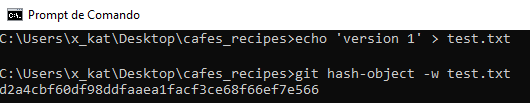 Prompt de Comando
C:\Users\x_kat\Desktop\cafes_recipes>echo 'version 1' > test.txt
C:\Users\x_kat\Desktop\cafes_recipes>git hash-object -w test.txt
d2a4cbf60df98ddfaaea1facf3ce68f66ef7e566